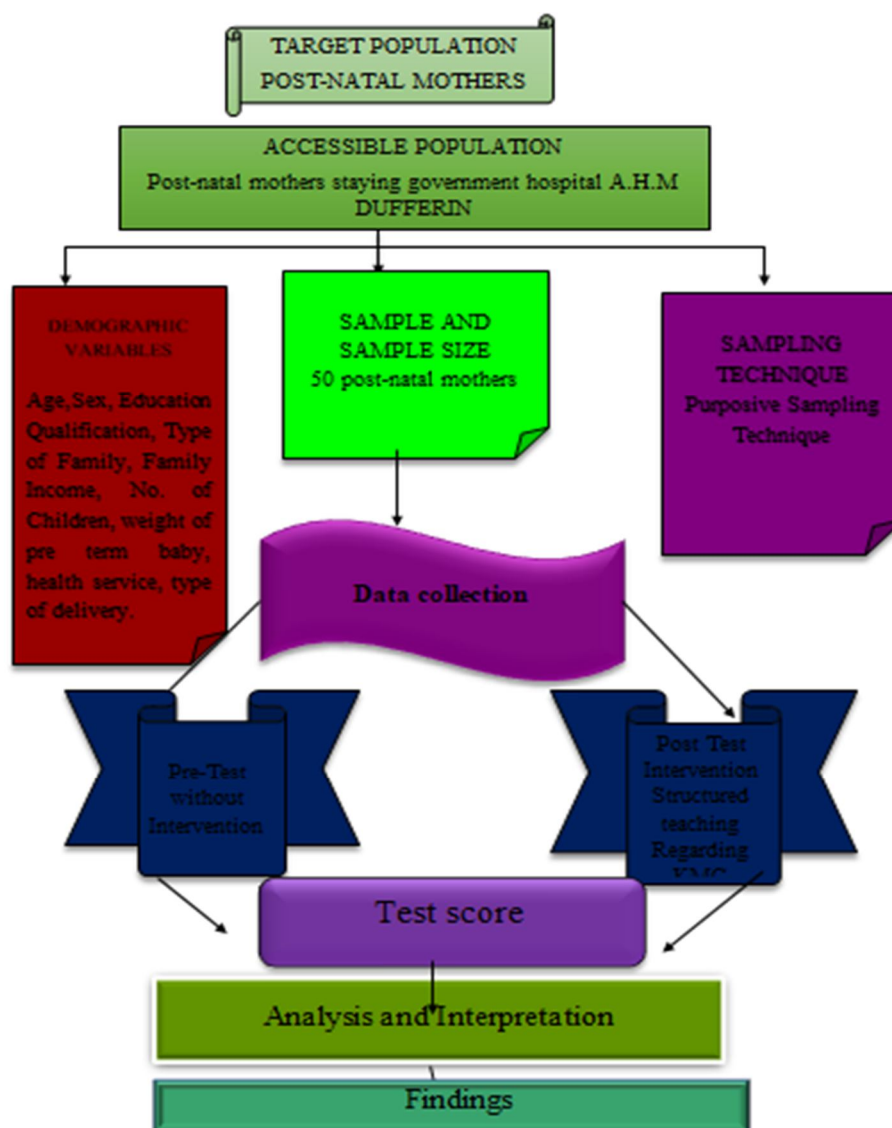 TARGET POPULATION
POST-NATAL MOTHERS
ACCESSIBLE POPULATION
Post-natal mothers staying government hospital A.H.M
DUFFERIN
DEMOGRAPHIC
VARIABLES
Age,Sex, Education
Qualification, Type
of Family, Family
Income, No. of
Children, weight of
pre term baby,
health service, type
of delivery.
SAMPLE AND
SAMPLE SIZE
50 post-natal mothers
SAMPLING
TECHNIQUE
Purposive Sampling
Technique
Data collection
Pre-Test
without
Intervention
Post Test
Intervention
Structured
teaching
Regarding
KMC
Test score
Analysis and Interpretation
Findings